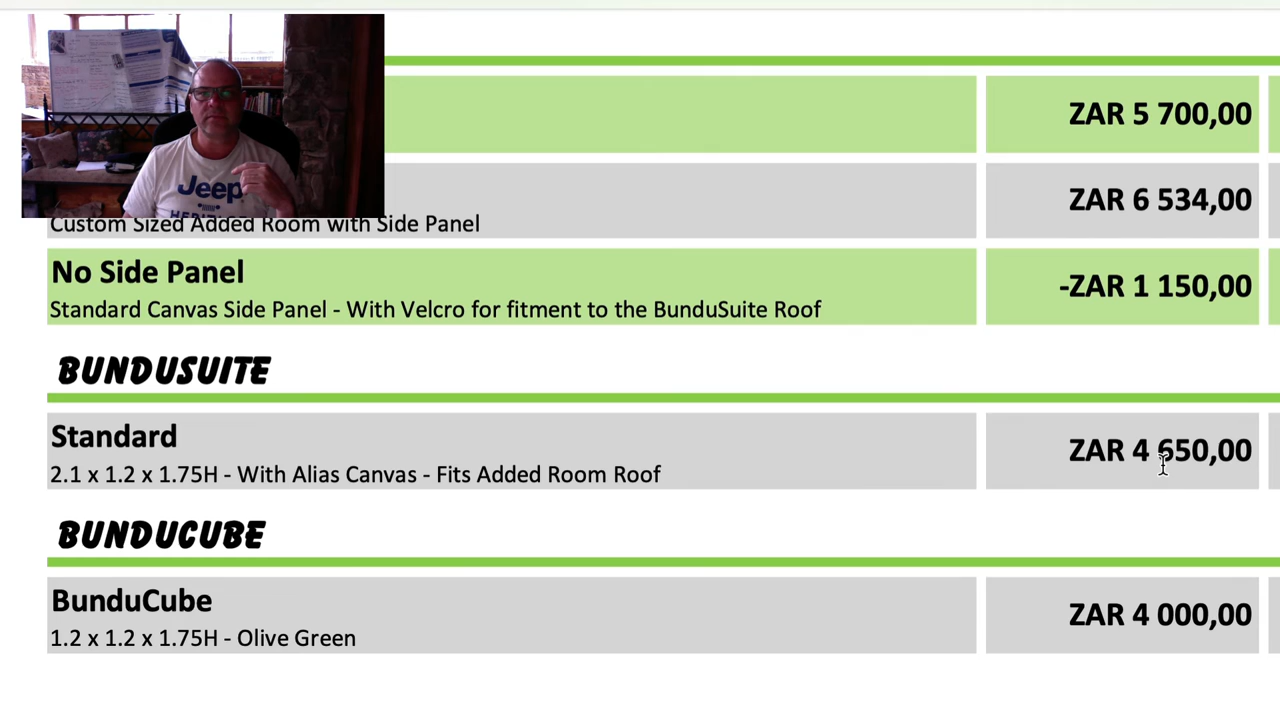 ZAR 5 700,00
ZAR 6 534,00
Jeep
Custom Sized Added Room with Side Panel
No Side Panel
-ZAR 1 150,00
Standard Canvas Side Panel - With Velcro for fitment to the BunduSuite Roof
BUNDUSUITE
Standard
ZAR 4 650,00
2.1 x 1.2 x 1.75H - With Alias Canvas - Fits Added Room Roof
BUNDUCUBE
BunduCube
ZAR 4 000,00
1.2 x 1.2 x 1.75H - Olive Green